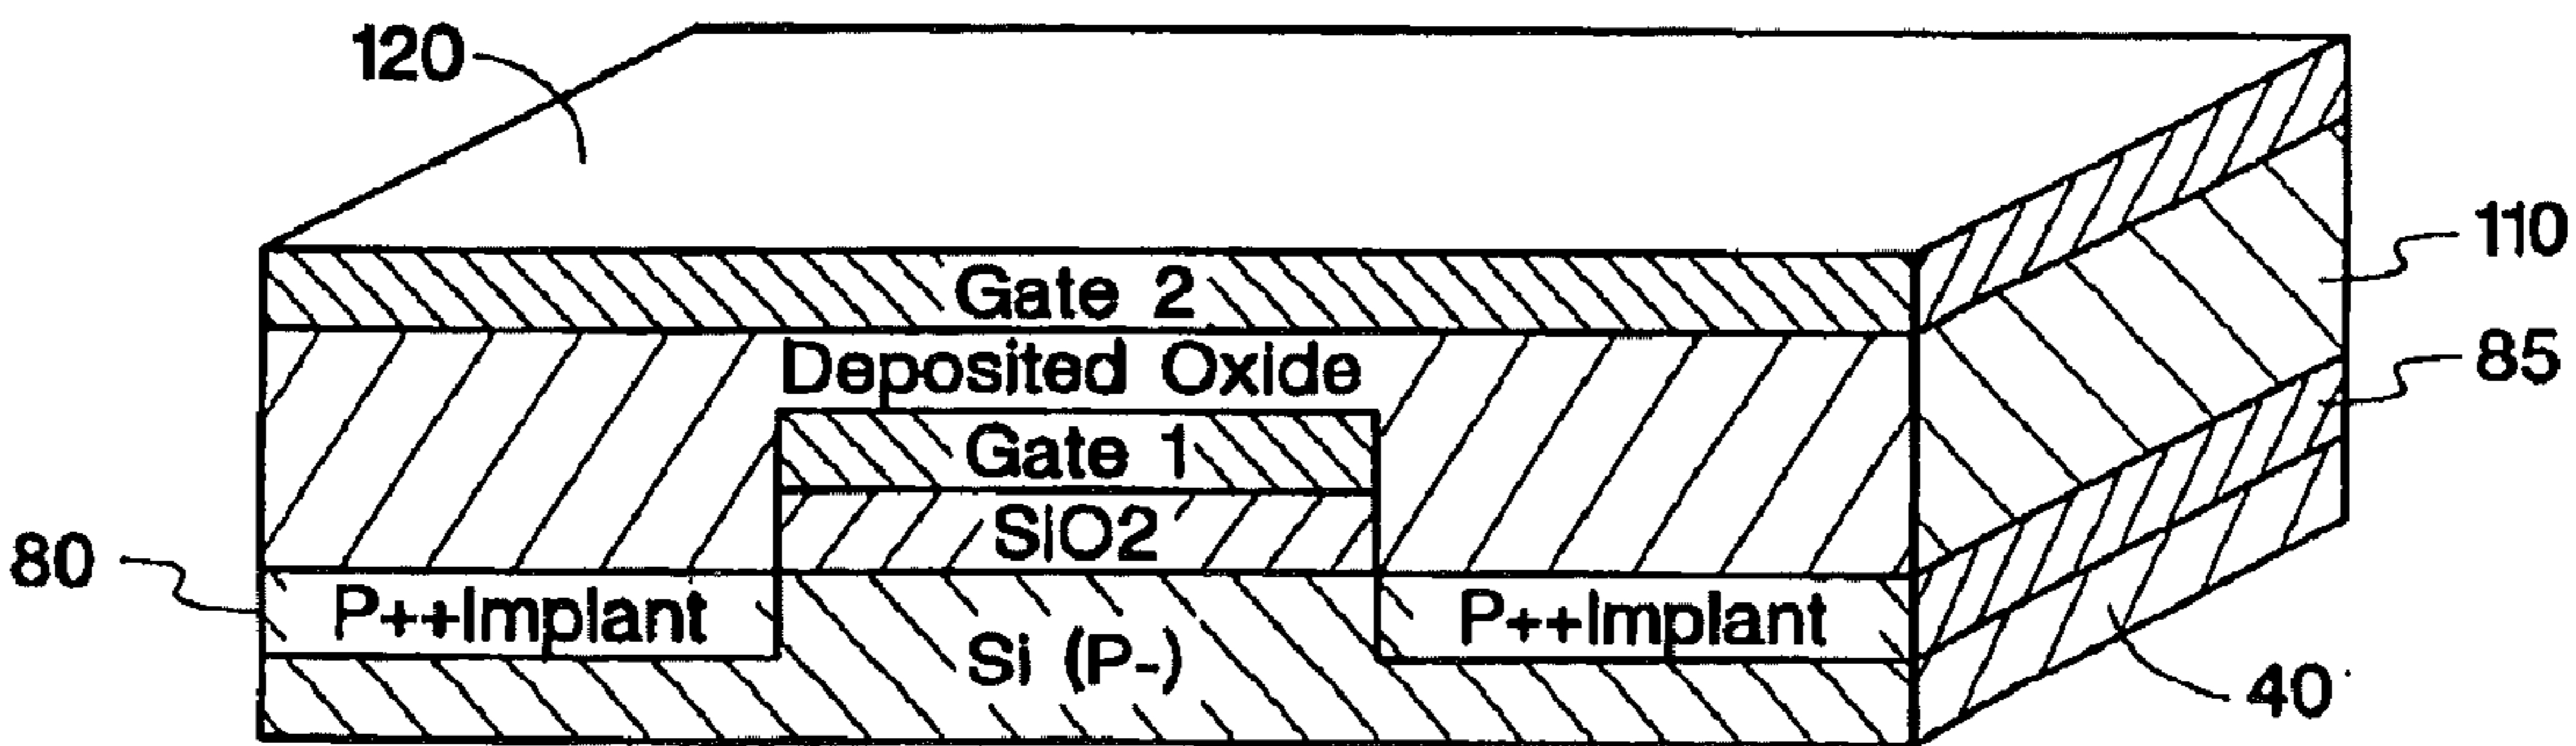 120
Gate 2
110
Deposited Oxide
85
Gate 1
SiO2
80
P++Implant
P++Implant
Si (P-)
40